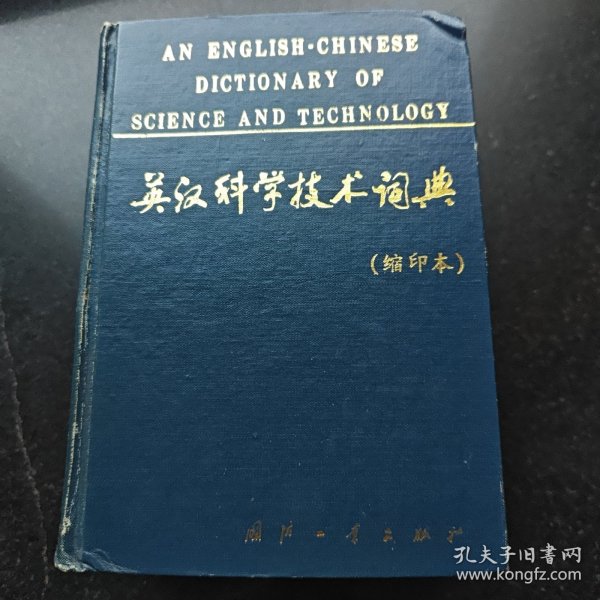 AN ENGLISH-CHINESE
DICTIONARY OF
SCIENCE AND TECHNOLOGY
英汉科学技术词典
(缩印本)
国防工业出版社
孔夫子旧书网
www.kongfz.com